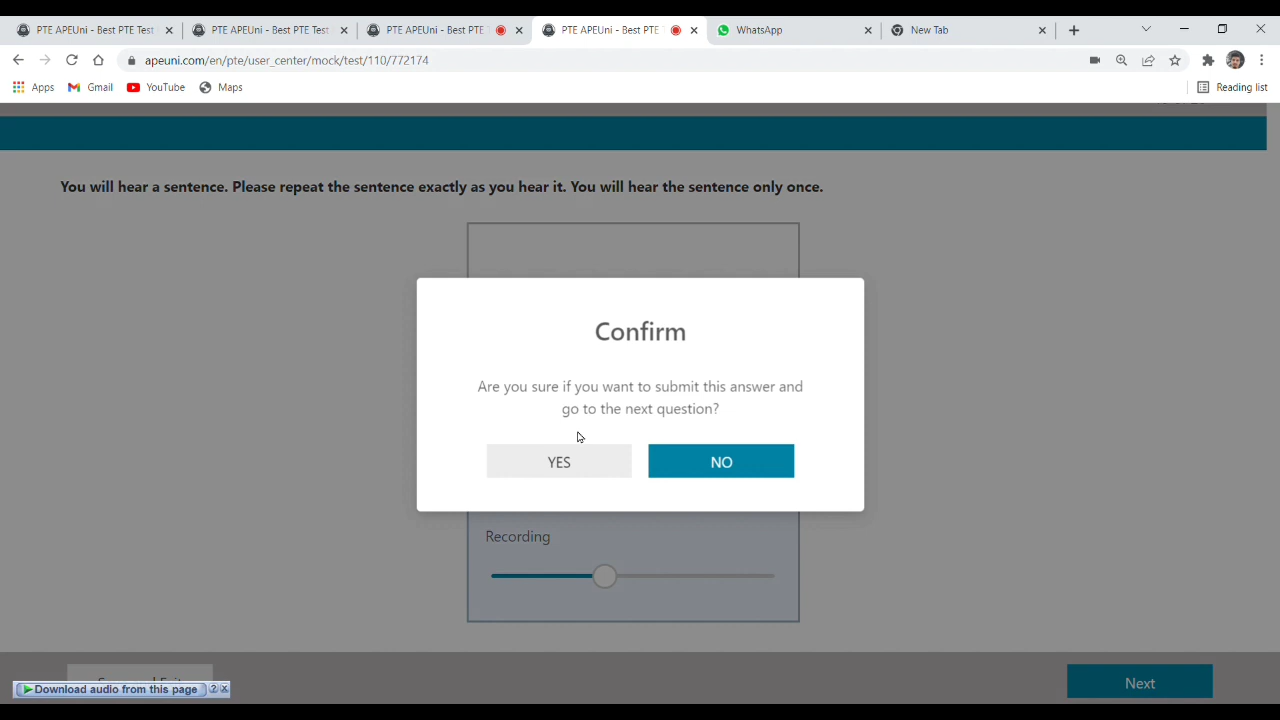 PTE APEUni - Best PTE Test
PTE APEUni - Best PTE Test
PTE APEUni - Best PTE
PTE APEUni - Best PTE
WhatsApp
New Tab
apeuni.com/en/pte/user_center/mock/test/110/772174
Apps
Gmail
YouTube
Maps
Reading list
You will hear a sentence. Please repeat the sentence exactly as you hear it. You will hear the sentence only once.
Confirm
Are you sure if you want to submit this answer and
go to the next question?
YES
NO
Recording
Download audio from this page
Next